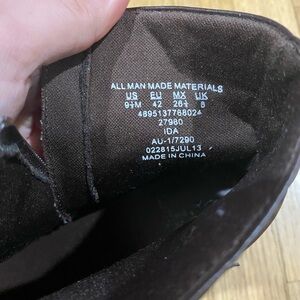 ALL MAN MADE MATERIALS
US EU MX UK
9½M 42 26½ 8
4895137768024
27980
IDA
AU-1/7290
022815JUL13
MADE IN CHINA